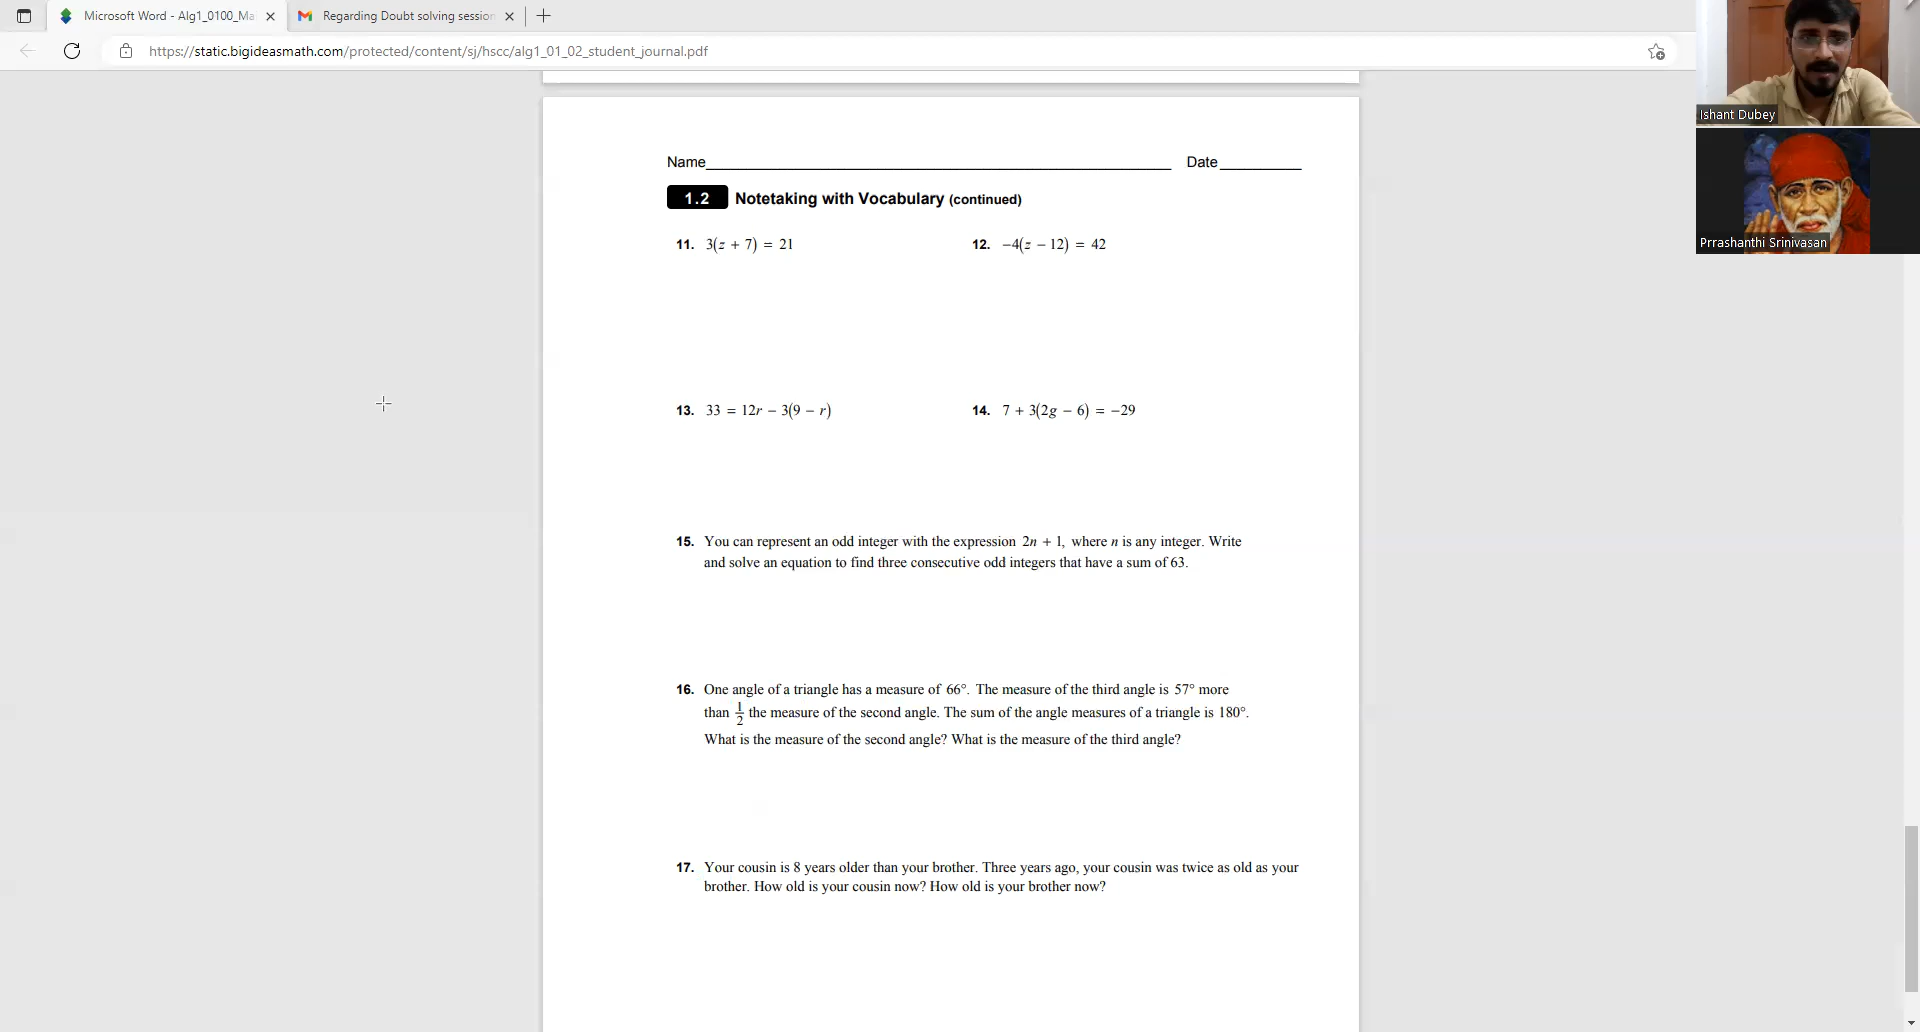 Microsoft Word - Alg1_0100_Ma
Regarding Doubt solving session
https://static.bigideasmath.com/protected/content/sj/hscc/alg1_01_02_student_journal.pdf
Ishant Dubey
Prrashanthi Srinivasan
Name Date
1.2 Notetaking with Vocabulary (continued)
11. 3(z + 7) = 21 12. −4(z − 12) = 42
13. 33 = 12r − 3(9 − r) 14. 7 + 3(2g − 6) = −29
15. You can represent an odd integer with the expression 2n + 1, where n is any integer. Write
and solve an equation to find three consecutive odd integers that have a sum of 63.
16. One angle of a triangle has a measure of 66°. The measure of the third angle is 57° more
than 1/2 the measure of the second angle. The sum of the angle measures of a triangle is 180°.
What is the measure of the second angle? What is the measure of the third angle?
17. Your cousin is 8 years older than your brother. Three years ago, your cousin was twice as old as your
brother. How old is your cousin now? How old is your brother now?